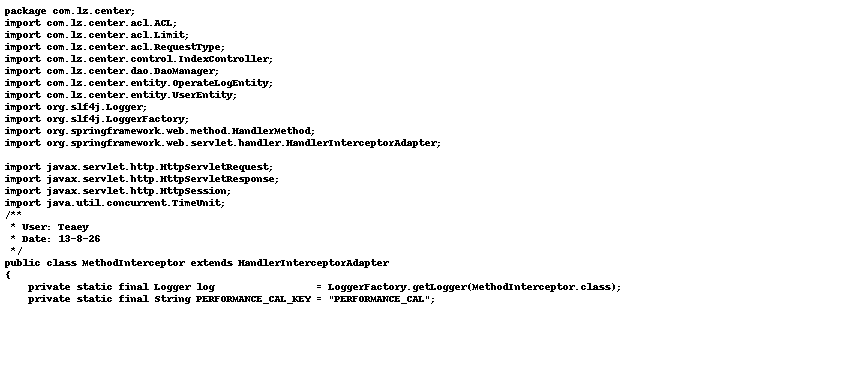 package com.lz.center;
import com.lz.center.acl.ACL;
import com.lz.center.acl.Limit;
import com.lz.center.acl.RequestType;
import com.lz.center.control.IndexController;
import com.lz.center.dao.DaoManager;
import com.lz.center.entity.OperateLogEntity;
import com.lz.center.entity.UserEntity;
import org.slf4j.Logger;
import org.slf4j.LoggerFactory;
import org.springframework.web.method.HandlerMethod;
import org.springframework.web.servlet.handler.HandlerInterceptorAdapter;

import javax.servlet.http.HttpServletRequest;
import javax.servlet.http.HttpServletResponse;
import javax.servlet.http.HttpSession;
import java.util.concurrent.TimeUnit;
/**
 * User: Teaey
 * Date: 13-8-26
 */
public class MethodInterceptor extends HandlerInterceptorAdapter
{
    private static final Logger log                 = LoggerFactory.getLogger(MethodInterceptor.class);
    private static final String PERFORMANCE_CAL_KEY = "PERFORMANCE_CAL";